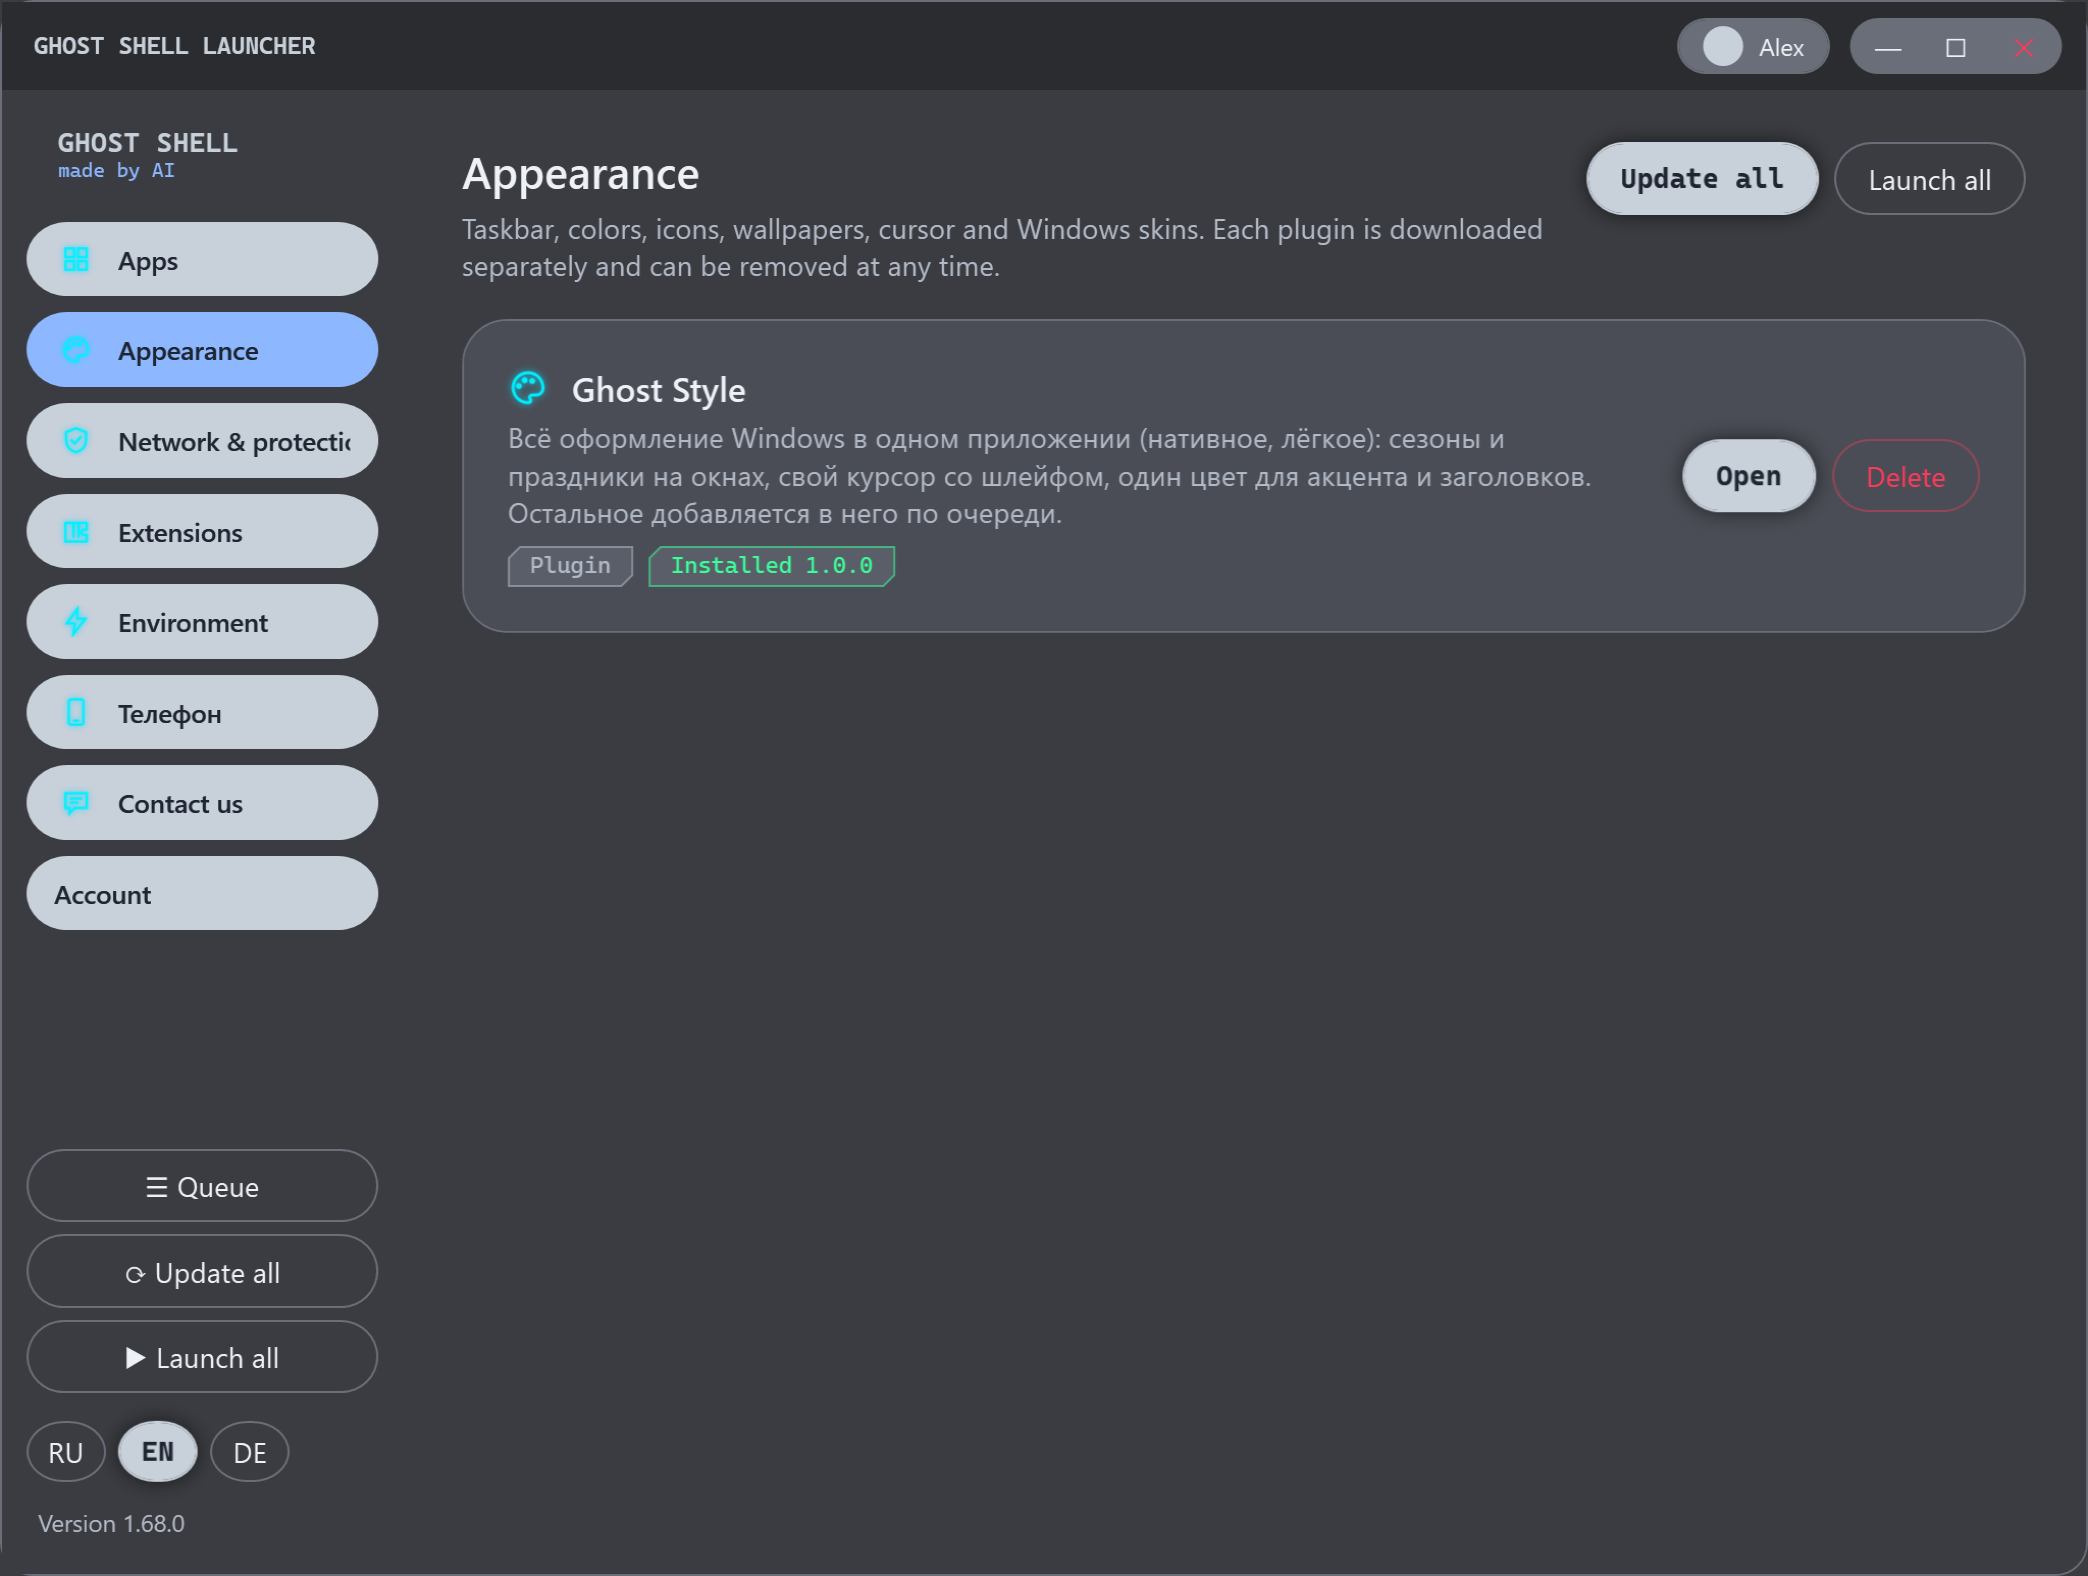 GHOST SHELL LAUNCHER
Alex
GHOST SHELL
made by AI
Apps
Appearance
Network & protectic
Extensions
Environment
Телефон
Contact us
Account
☰ Queue
⟳ Update all
▶ Launch all
RU
EN
DE
Version 1.68.0
Appearance
Taskbar, colors, icons, wallpapers, cursor and Windows skins. Each plugin is downloaded
separately and can be removed at any time.
Update all
Launch all
Ghost Style
Всё оформление Windows в одном приложении (нативное, лёгкое): сезоны и
праздники на окнах, свой курсор со шлейфом, один цвет для акцента и заголовков.
Остальное добавляется в него по очереди.
Plugin
Installed 1.0.0
Open
Delete